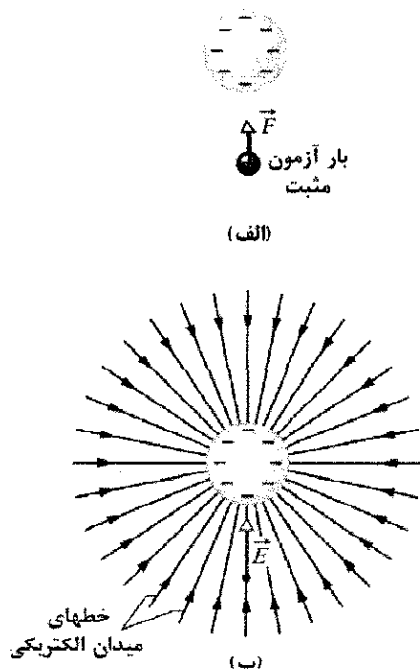 F
بار آزمون
مثبت
(الف)
E
خطهای
میدان الکتریکی
(ب)